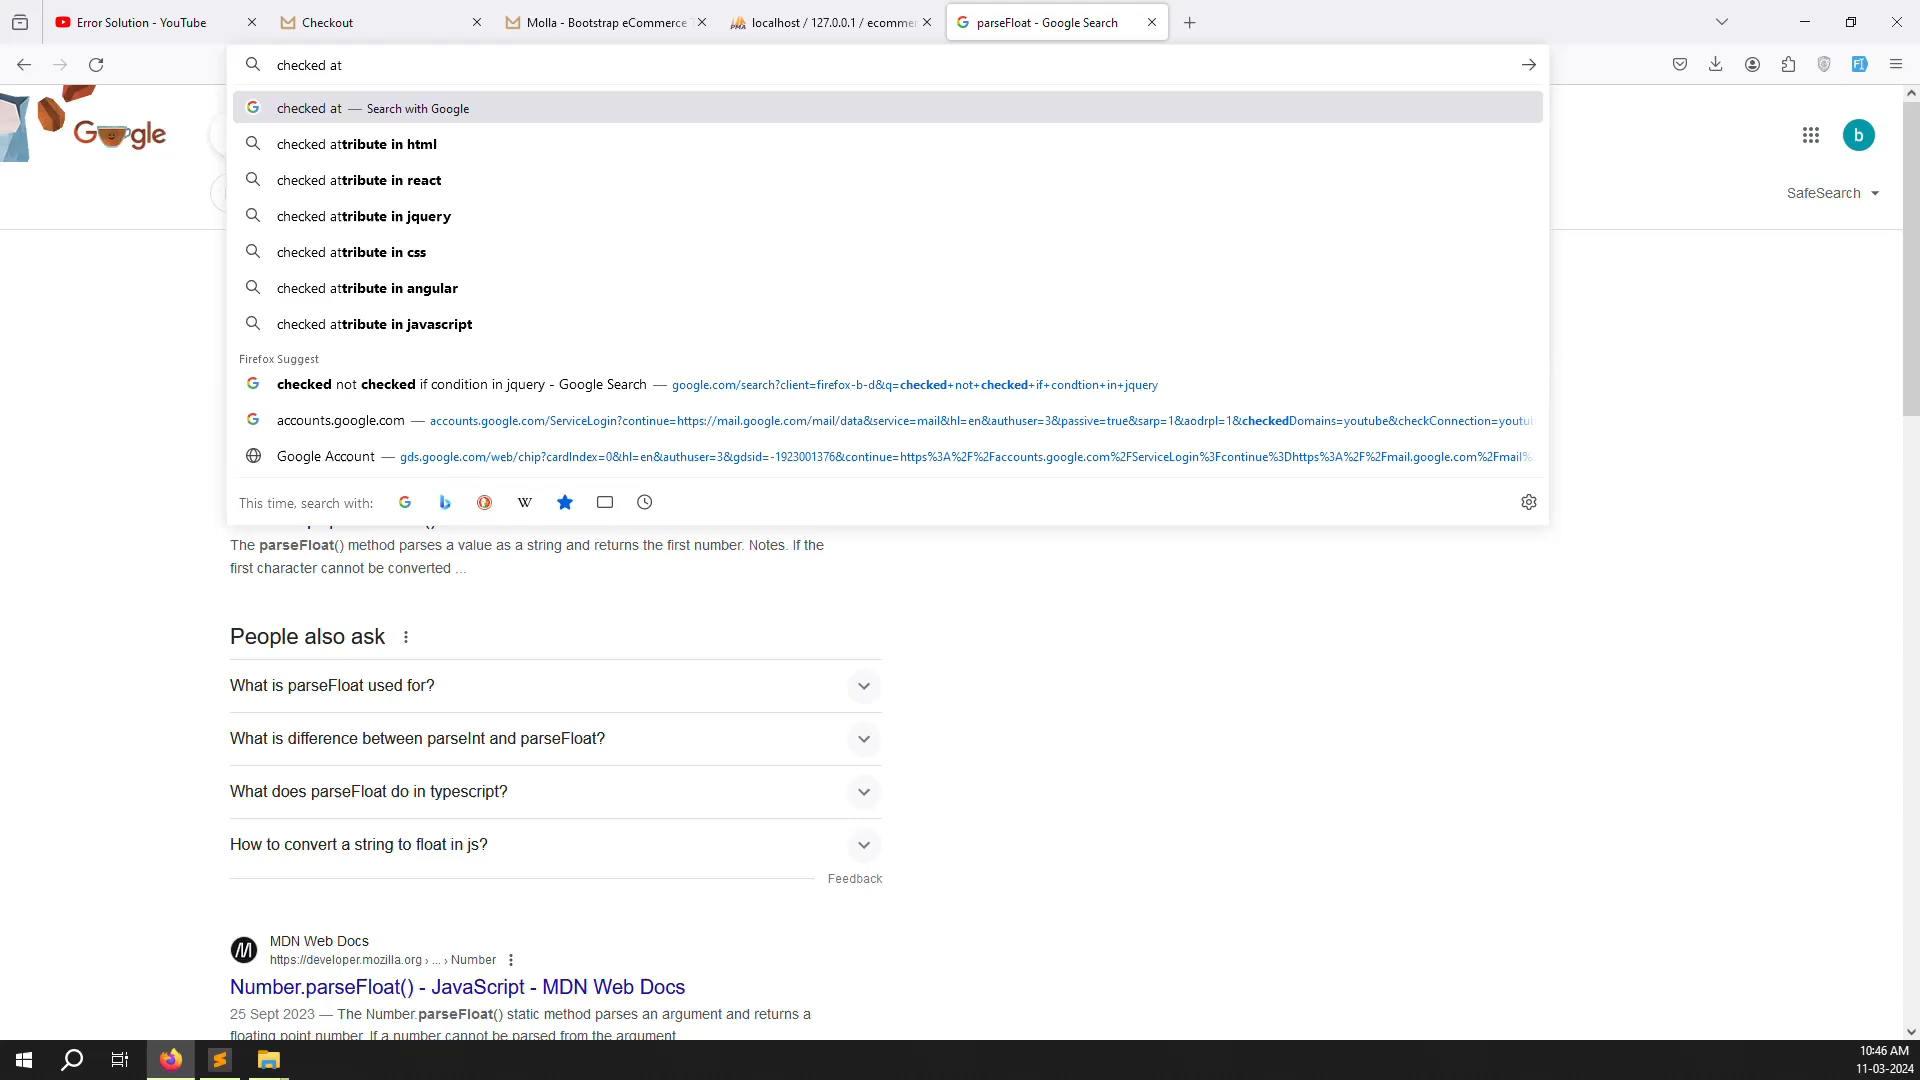 Error Solution - YouTube
Checkout
Molla - Bootstrap eCommerce
localhost / 127.0.0.1 / ecommer
parseFloat - Google Search
checked at
checked at — Search with Google
checked attribute in html
checked attribute in react
checked attribute in jquery
checked attribute in css
checked attribute in angular
checked attribute in javascript
Firefox Suggest
checked not checked if condition in jquery - Google Search — google.com/search?client=firefox-b-d&q=checked+not+checked+if+condtion+in+jquery
accounts.google.com — accounts.google.com/ServiceLogin?continue=https://mail.google.com/mail/data&service=mail&hl=en&authuser=3&passive=true&sarp=1&aodrpl=1&checkedDomains=youtube&checkConnection=youtu
Google Account — gds.google.com/web/chip?cardIndex=0&hl=en&authuser=3&gdsid=-1923001376&continue=https%3A%2F%2Faccounts.google.com%2FServiceLogin%3Fcontinue%3Dhttps%3A%2F%2Fmail.google.com%2Fmail%
This time, search with:
W
Google
b
SafeSearch
The parseFloat() method parses a value as a string and returns the first number. Notes. If the
first character cannot be converted ...
People also ask
What is parseFloat used for?
What is difference between parseInt and parseFloat?
What does parseFloat do in typescript?
How to convert a string to float in js?
Feedback
MDN Web Docs
https://developer.mozilla.org › ... › Number
Number.parseFloat() - JavaScript - MDN Web Docs
25 Sept 2023 — The Number.parseFloat() static method parses an argument and returns a
floating point number. If a number cannot be parsed from the argument
10:46 AM
11-03-2024